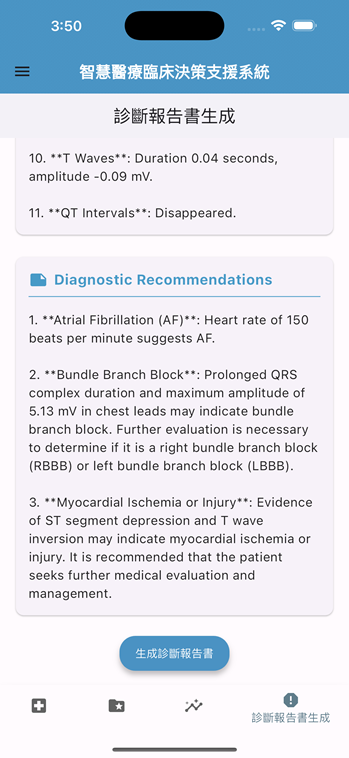 3:50
智慧醫療臨床決策支援系統
診斷報告書生成
10. **T Waves**: Duration 0.04 seconds,
amplitude -0.09 mV.
11. **QT Intervals**: Disappeared.
Diagnostic Recommendations
1. **Atrial Fibrillation (AF)**: Heart rate of 150
beats per minute suggests AF.
2. **Bundle Branch Block**: Prolonged QRS
complex duration and maximum amplitude of
5.13 mV in chest leads may indicate bundle
branch block. Further evaluation is necessary
to determine if it is a right bundle branch block
(RBBB) or left bundle branch block (LBBB).
3. **Myocardial Ischemia or Injury**: Evidence
of ST segment depression and T wave
inversion may indicate myocardial ischemia or
injury. It is recommended that the patient
seeks further medical evaluation and
management.
生成診斷報告書
診斷報告書生成